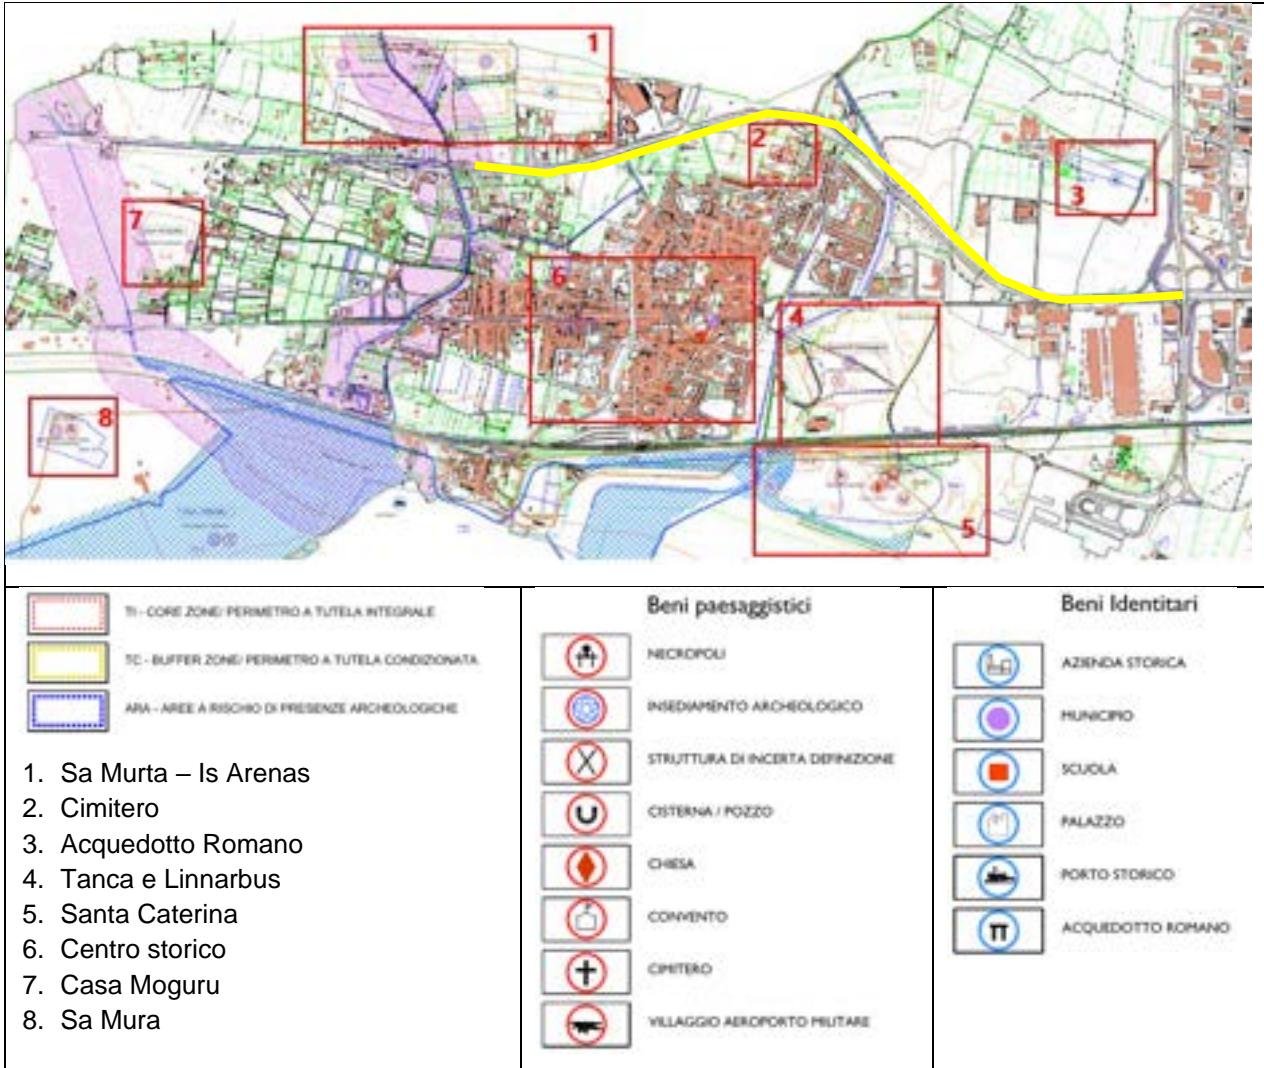 1
2
3
4
5
6
7
8
TI - CORE ZONE/ PERIMETRO A TUTELA INTEGRALE
TC - BUFFER ZONE/ PERIMETRO A TUTELA CONDIZIONATA
ARA - AREE A RISCHIO DI PRESENZE ARCHEOLOGICHE
1. Sa Murta – Is Arenas
2. Cimitero
3. Acquedotto Romano
4. Tanca e Linnarbus
5. Santa Caterina
6. Centro storico
7. Casa Moguru
8. Sa Mura
Beni paesaggistici
NECROPOLI
INSEDIAMENTO ARCHEOLOGICO
STRUTTURA DI INCERTA DEFINIZIONE
CISTERNA / POZZO
CHIESA
CONVENTO
CIMITERO
VILLAGGIO AEROPORTO MILITARE
Beni Identitari
AZIENDA STORICA
MUNICIPIO
SCUOLA
PALAZZO
PORTO STORICO
ACQUEDOTTO ROMANO